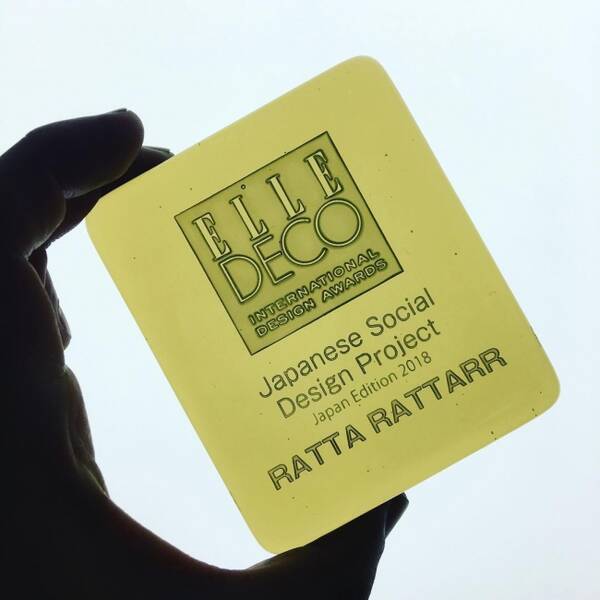 ELLE
DECO
INTERNATIONAL
DESIGN AWARDS
Japanese Social
Design Project
Japan Edition 2018
RATTA RATTARR